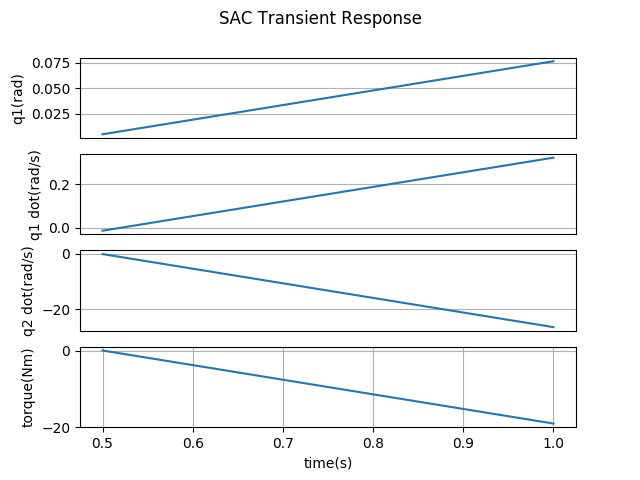 SAC Transient Response
q1(rad)
0.075
0.050
0.025
q1 dot(rad/s)
0.2
0.0
q2 dot(rad/s)
0
−20
torque(Nm)
0
−20
0.5 0.6 0.7 0.8 0.9 1.0
time(s)